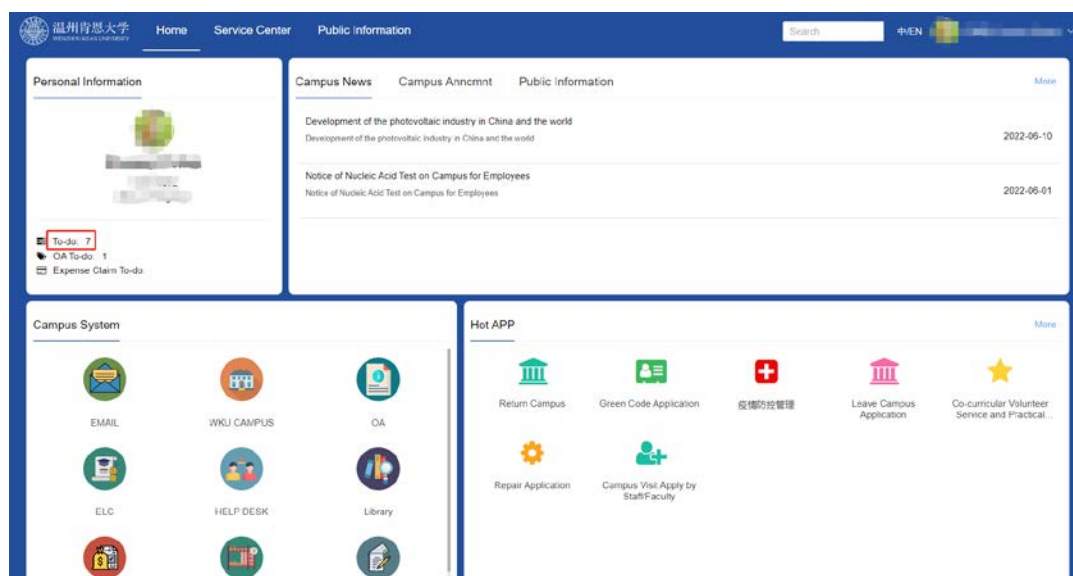 温州肯恩大学
WENZHOU-KEAN UNIVERSITY
Home Service Center Public Information
Search 中/EN
Personal Information
To-do: 7
OA To-do: 1
Expense Claim To-do:
Campus News Campus Anncmnt Public Information More
Development of the photovoltaic industry in China and the world
Development of the photovoltaic industry in China and the world 2022-06-10
Notice of Nucleic Acid Test on Campus for Employees
Notice of Nucleic Acid Test on Campus for Employees 2022-06-01
Campus System
EMAIL WKU CAMPUS OA
ELC HELP DESK Library
Hot APP More
Return Campus Green Code Application 疫情防控管理 Leave Campus Application Co-curricular Volunteer Service and Practical...
Repair Application Campus Visit Apply by Staff/Faculty